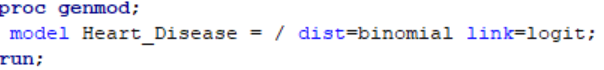 proc genmod;
model Heart_Disease = / dist=binomial link=logit;
run;